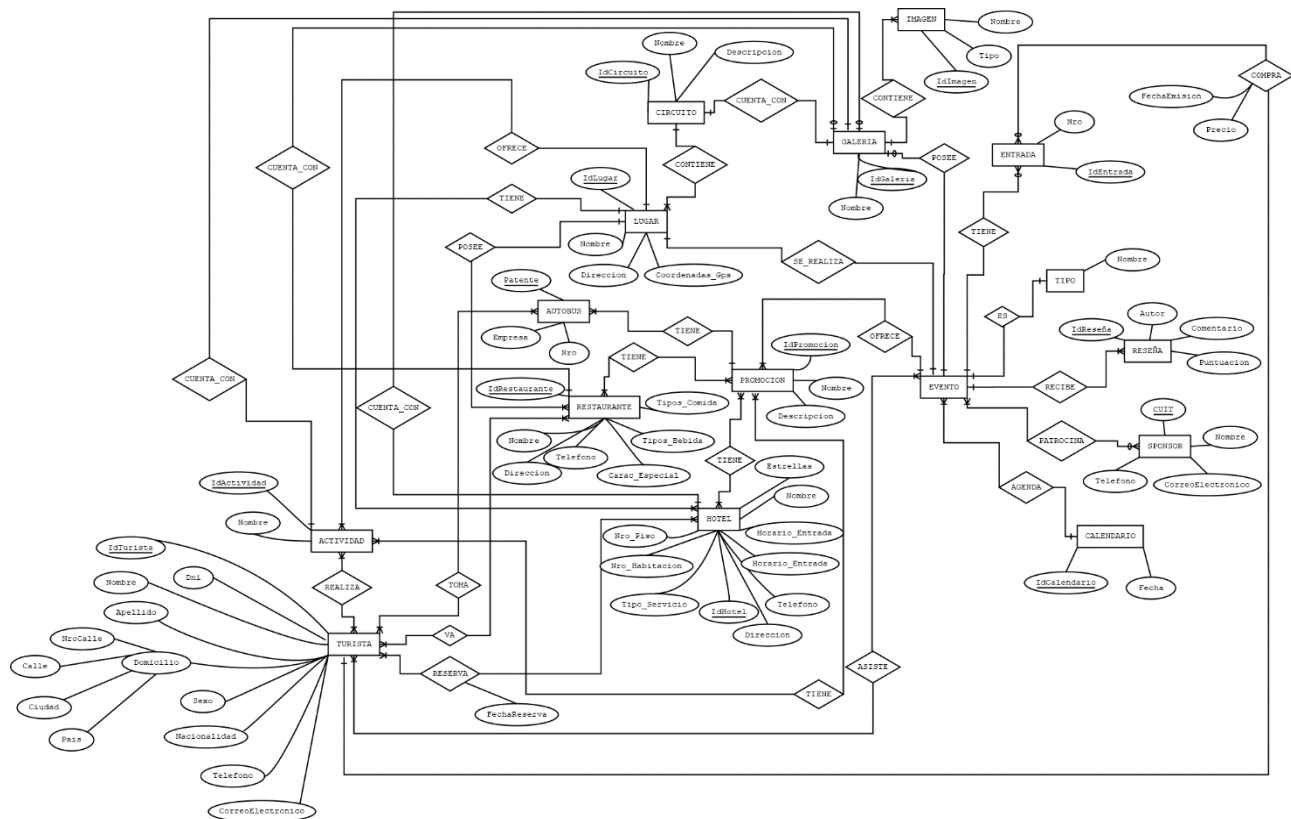 IMAGEN
Nombre
Tipo
IdImagen
CONTIENE
Nombre
Descripcion
IdCircuito
CIRCUITO
CUENTA_CON
GALERIA
IdGaleria
Nombre
POSEE
COMPRA
FechaEmision
Precio
Nro
ENTRADA
IdEntrada
TIENE
CUENTA_CON
OFRECE
CONTIENE
TIENE
IdLugar
LUGAR
Nombre
Direccion
Coordenadas_Gps
POSEE
SE_REALIZA
Nombre
TIPO
ES
Patente
AUTOBUS
Empresa
Nro
TIENE
OFRECE
IdReseña
Autor
Comentario
RESEÑA
Puntuacion
RECIBE
EVENTO
CUENTA_CON
CUENTA_CON
TIENE
IdPromocion
PROMOCION
Nombre
Descripcion
IdRestaurante
RESTAURANTE
Tipos_Comida
Nombre
Tipos_Bebida
Direccion
Telefono
Carac_Especial
TIENE
PATROCINA
CUIT
SPONSOR
Nombre
Telefono
CorreoElectronico
AGENDA
CALENDARIO
IdCalendario
Fecha
Estrellas
Nombre
HOTEL
Nro_Piso
Horario_Entrada
Nro_Habitacion
Horario_Entrada
Tipo_Servicio
IdHotel
Telefono
Direccion
IdActividad
Nombre
ACTIVIDAD
REALIZA
TOMA
VA
RESERVA
FechaReserva
ASISTE
TIENE
IdTurista
Nombre
Dni
Apellido
TURISTA
NroCalle
Calle
Domicilio
Ciudad
Pais
Sexo
Nacionalidad
Telefono
CorreoElectronico